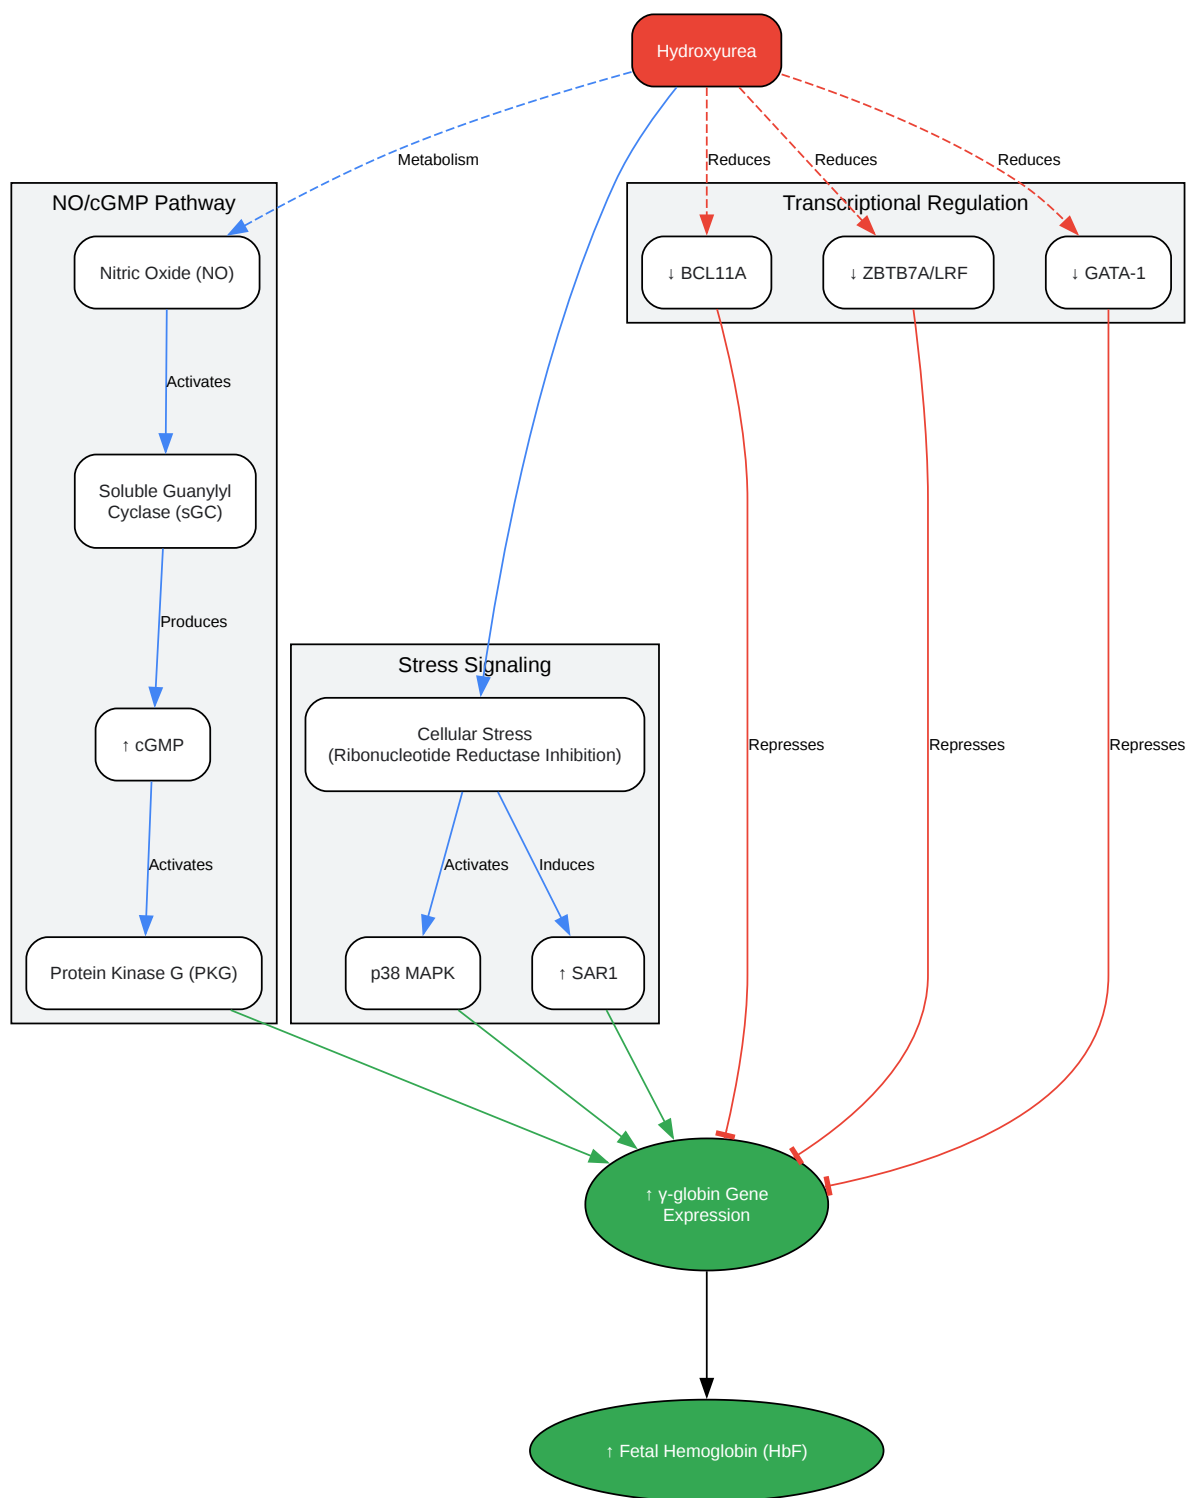 Hydroxyurea
Metabolism
Reduces
Reduces
Reduces
NO/cGMP Pathway
Transcriptional Regulation
Nitric Oxide (NO)
↓ BCL11A
↓ ZBTB7A/LRF
↓ GATA-1
Activates
Soluble Guanylyl
Cyclase (sGC)
Produces
Stress Signaling
Cellular Stress
(Ribonucleotide Reductase Inhibition)
↑ cGMP
Represses
Represses
Represses
Activates
Activates
Induces
Protein Kinase G (PKG)
p38 MAPK
↑ SAR1
↑ γ-globin Gene
Expression
↑ Fetal Hemoglobin (HbF)